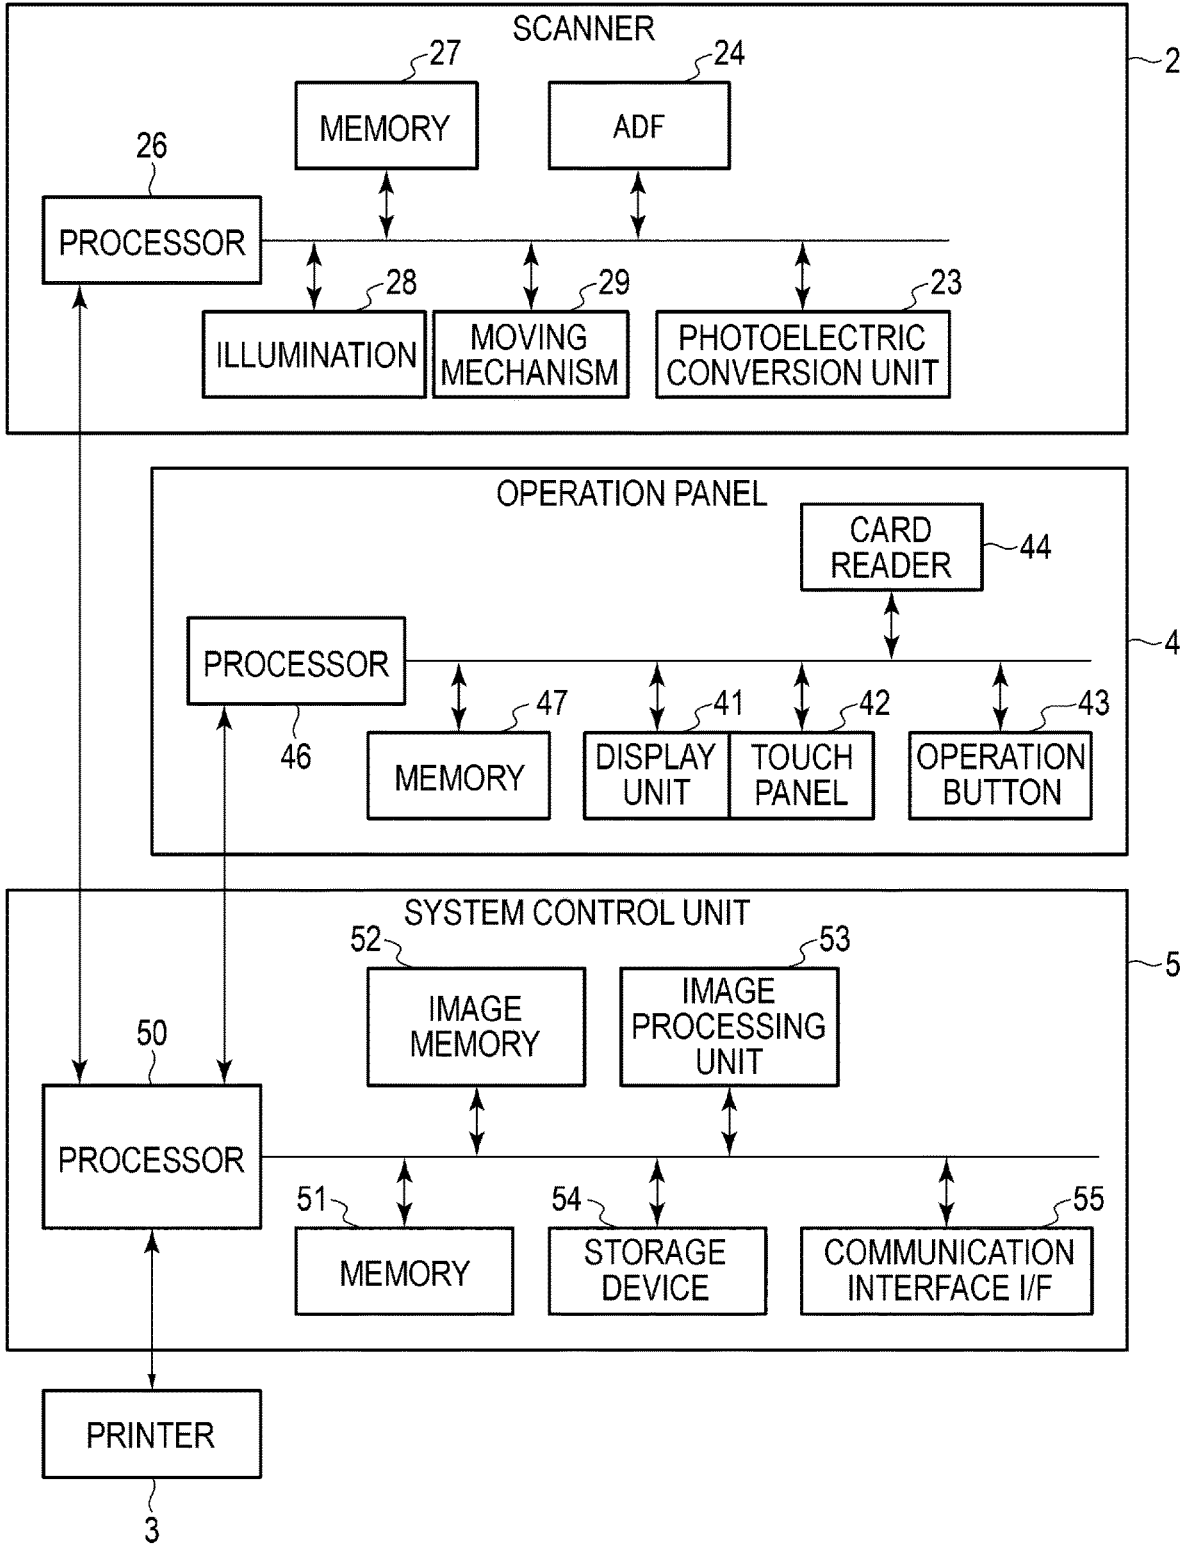 SCANNER
2
27
24
MEMORY
ADF
26
PROCESSOR
28
29
23
ILLUMINATION
MOVING
MECHANISM
PHOTOELECTRIC
CONVERSION UNIT
OPERATION PANEL
CARD
READER
44
4
PROCESSOR
46
47
41
42
43
MEMORY
DISPLAY
UNIT
TOUCH
PANEL
OPERATION
BUTTON
SYSTEM CONTROL UNIT
5
52
53
IMAGE
MEMORY
IMAGE
PROCESSING
UNIT
50
PROCESSOR
51
54
55
MEMORY
STORAGE
DEVICE
COMMUNICATION
INTERFACE I/F
PRINTER
3